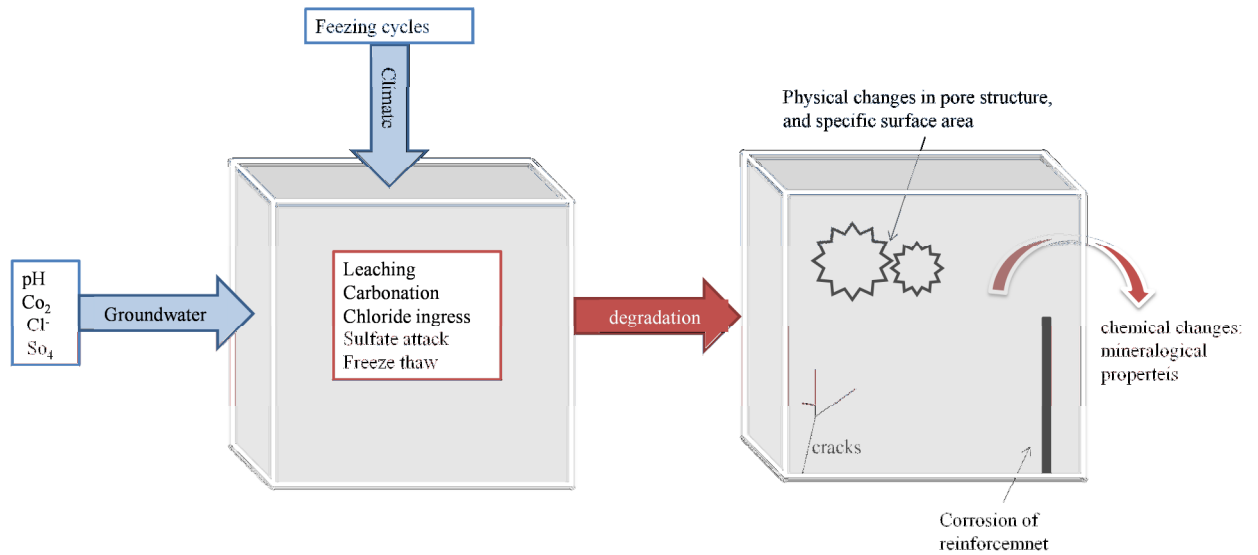 Feezing cycles
Climate
pH
Co₂
Cl⁻
So₄
Groundwater
Leaching
Carbonation
Chloride ingress
Sulfate attack
Freeze thaw
degradation
Physical changes in pore structure,
and specific surface area
cracks
chemical changes:
mineralogical
properteis
Corrosion of
reinforcemnet